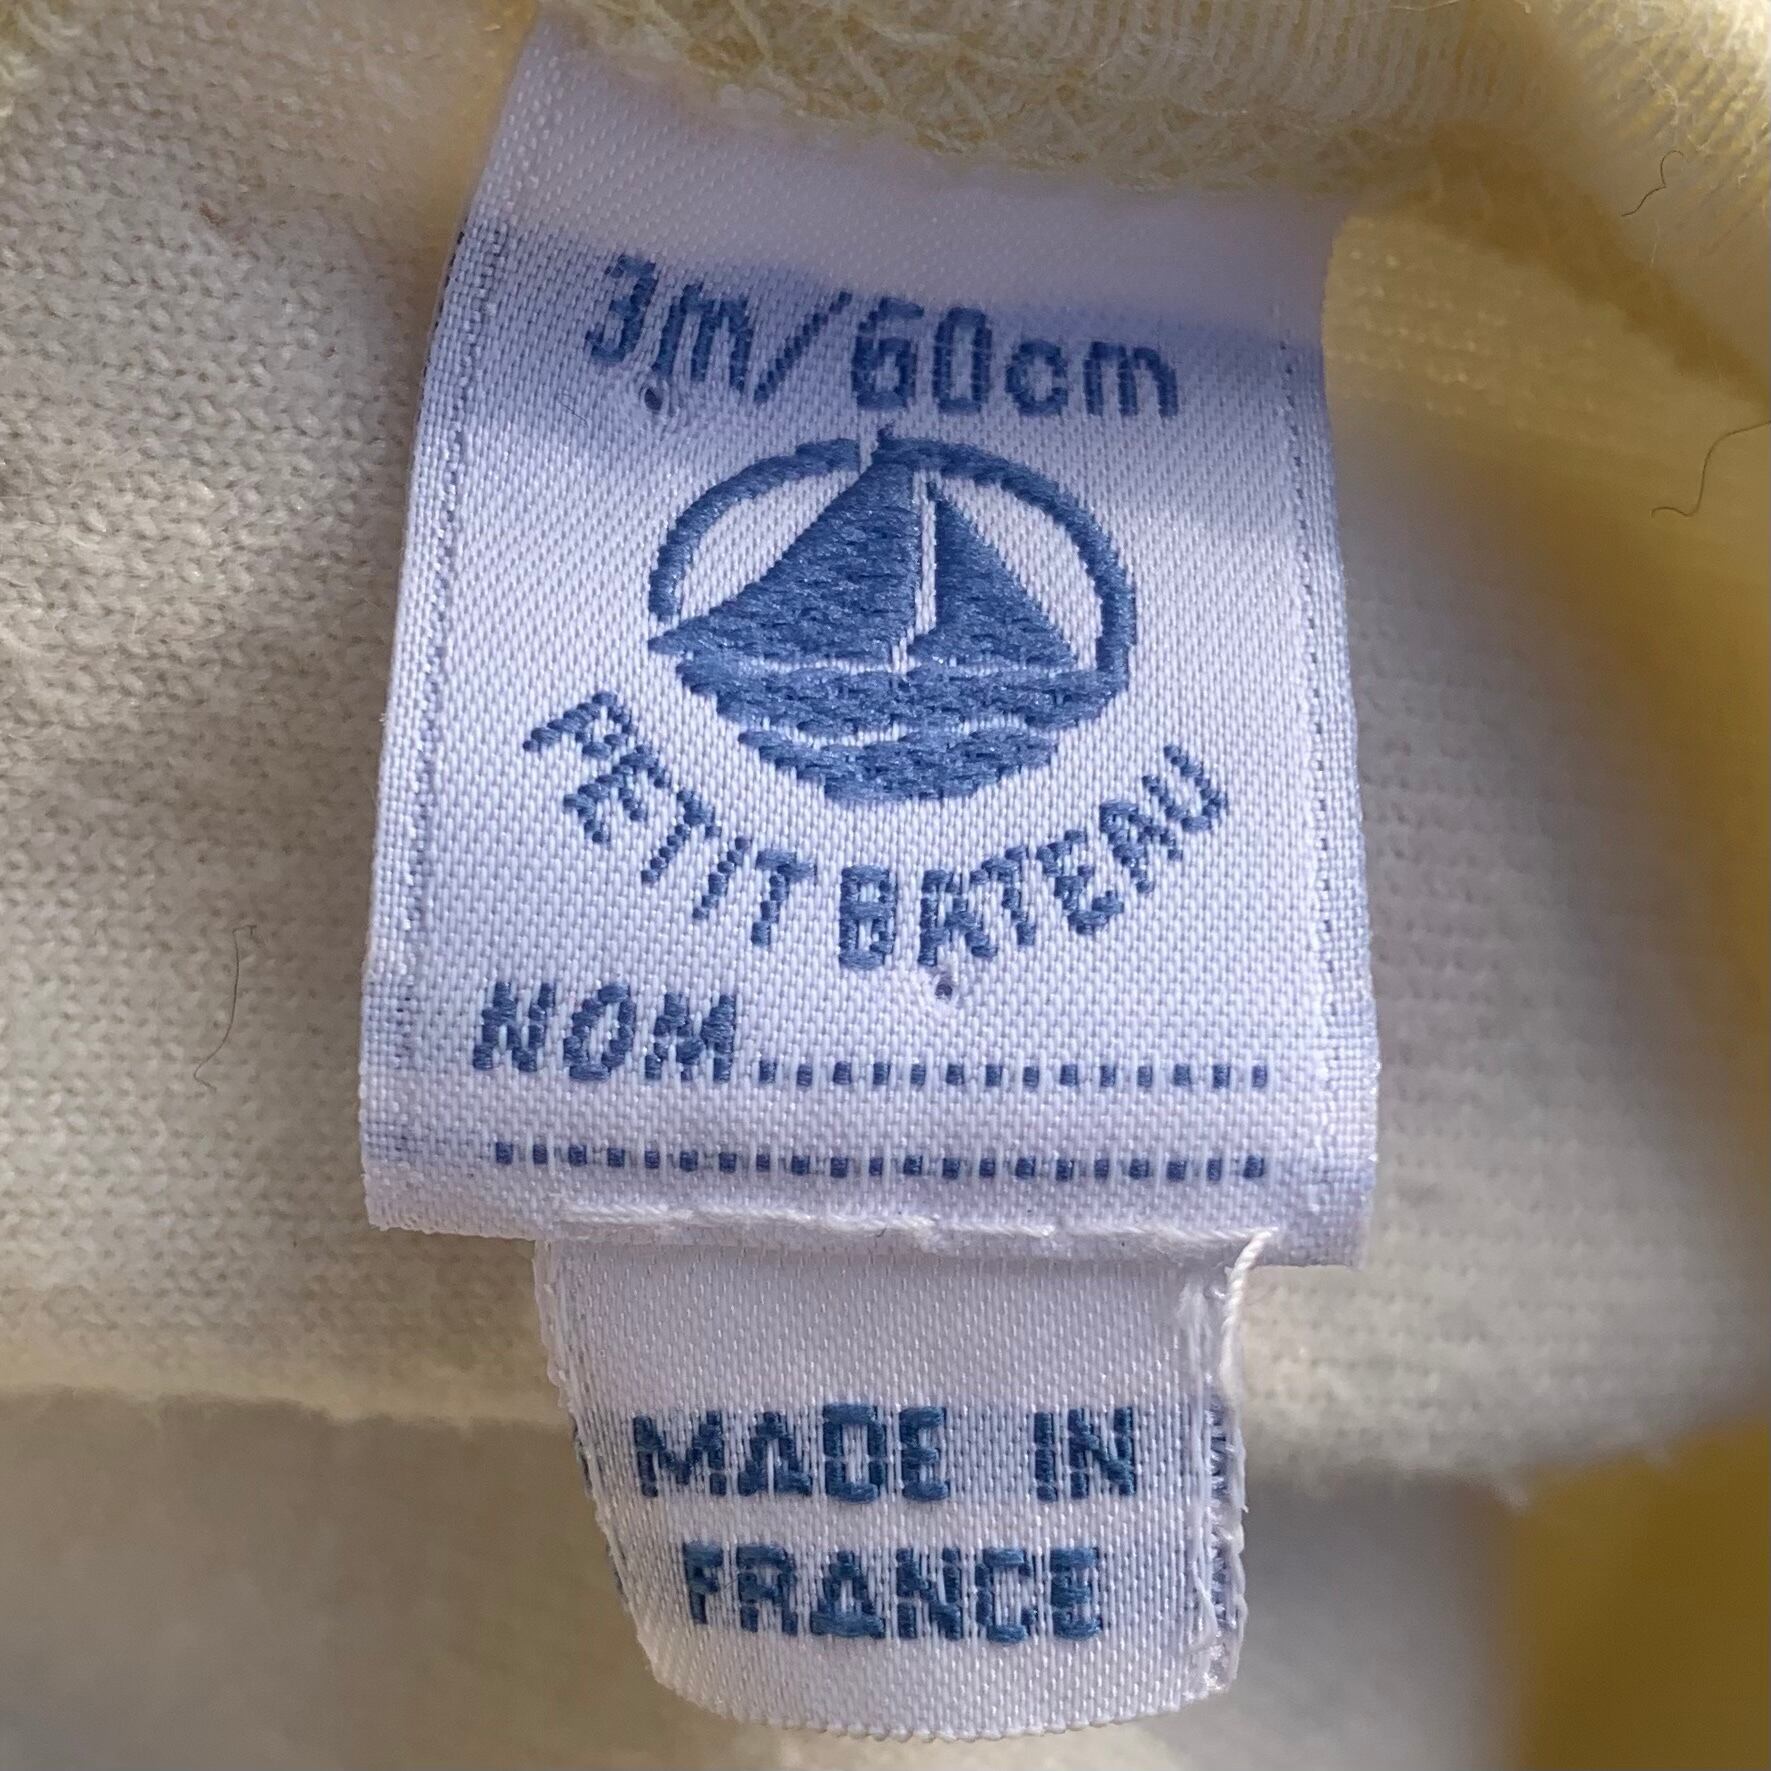 3m/60cm
PETIT BATEAU
NOM......................
......................
MADE IN
FRANCE